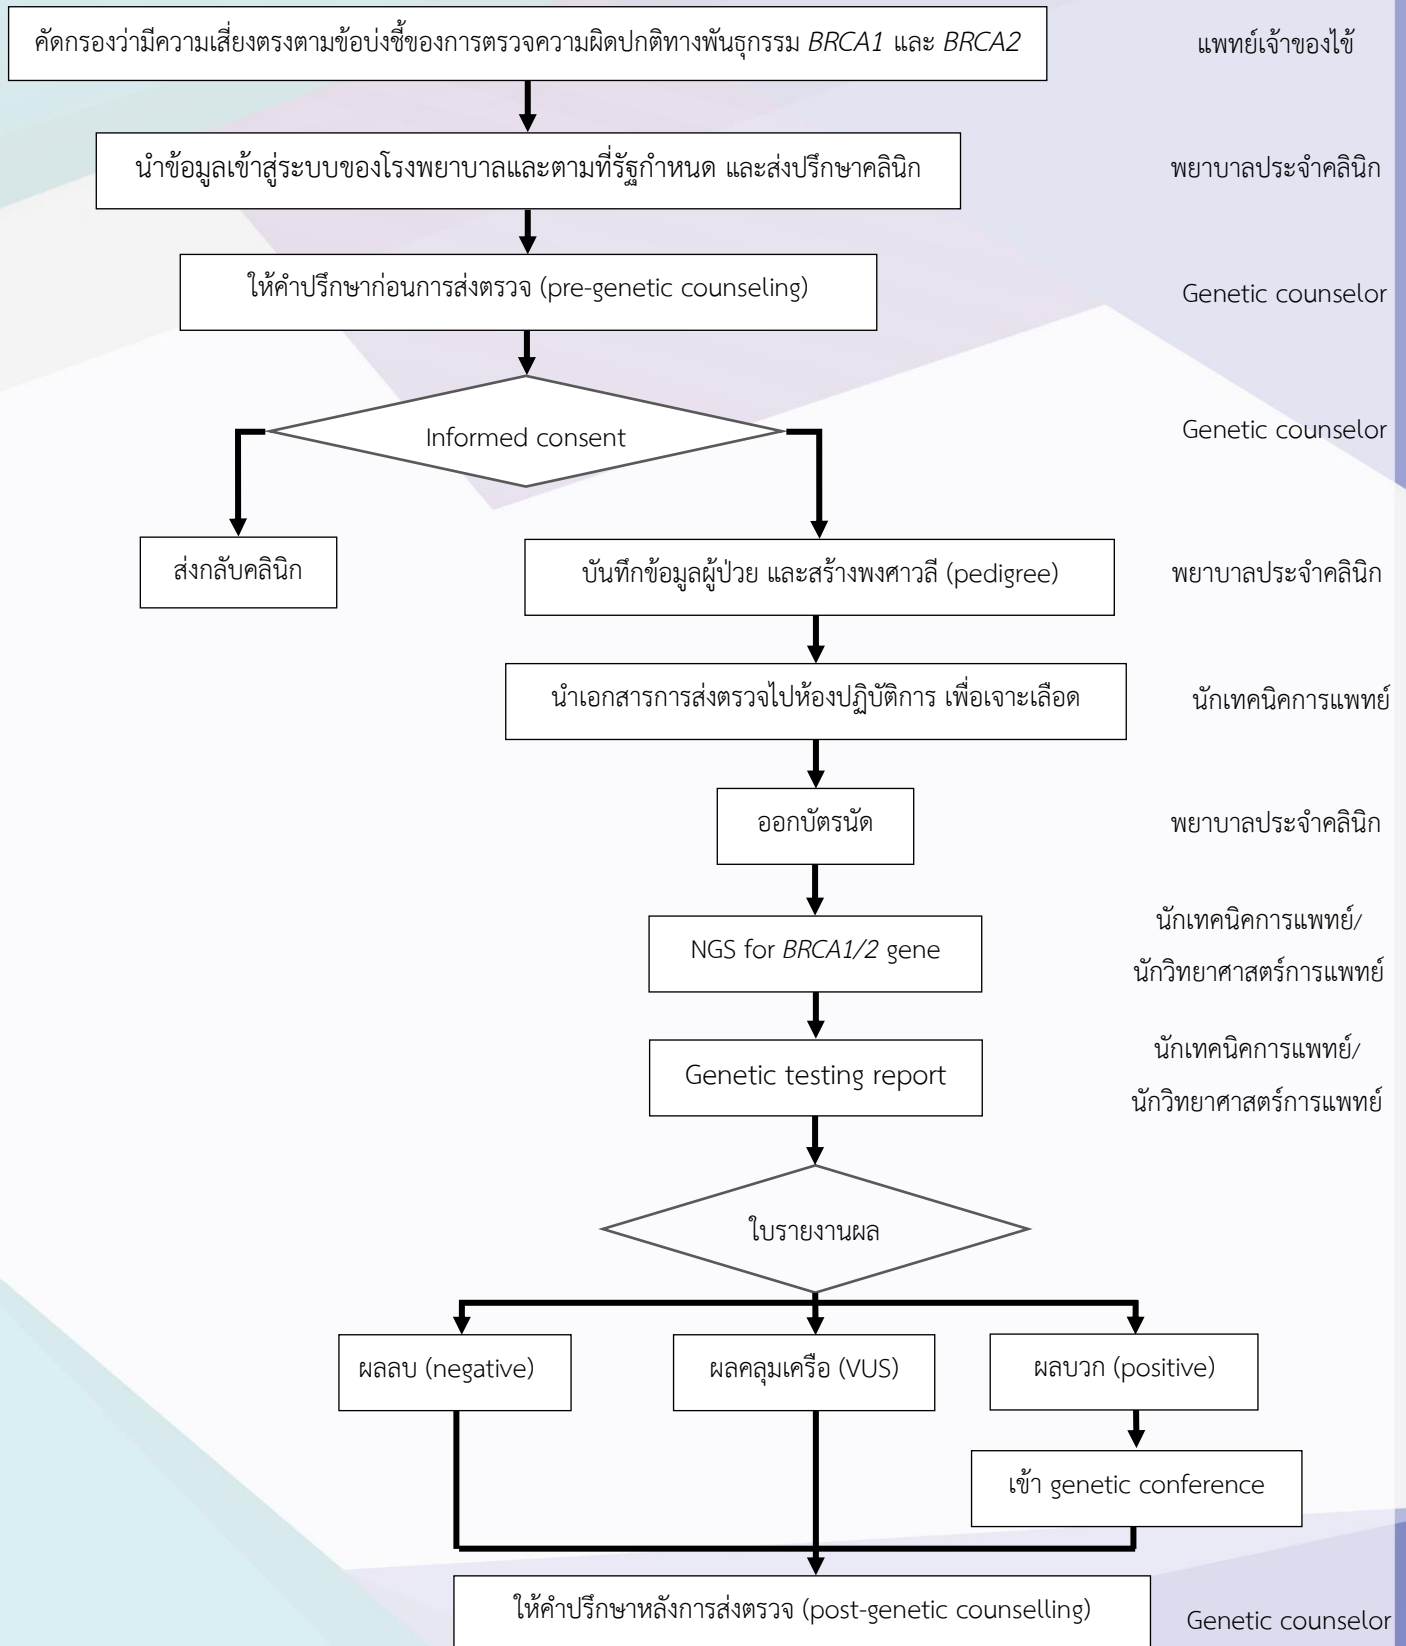 คัดกรองว่ามีความเสี่ยงตรงตามข้อบ่งชี้ของการตรวจความผิดปกติทางพันธุกรรม BRCA1 และ BRCA2
แพทย์เจ้าของไข้
นำข้อมูลเข้าสู่ระบบของโรงพยาบาลและตามที่รัฐกำหนด และส่งปรึกษาคลินิก
พยาบาลประจำคลินิก
ให้คำปรึกษาก่อนการส่งตรวจ (pre-genetic counseling)
Genetic counselor
Informed consent
Genetic counselor
ส่งกลับคลินิก
บันทึกข้อมูลผู้ป่วย และสร้างพงศาวลี (pedigree)
พยาบาลประจำคลินิก
นำเอกสารการส่งตรวจไปห้องปฏิบัติการ เพื่อเจาะเลือด
นักเทคนิคการแพทย์
ออกบัตรนัด
พยาบาลประจำคลินิก
NGS for BRCA1/2 gene
นักเทคนิคการแพทย์/
นักวิทยาศาสตร์การแพทย์
Genetic testing report
นักเทคนิคการแพทย์/
นักวิทยาศาสตร์การแพทย์
ใบรายงานผล
ผลลบ (negative)
ผลคลุมเครือ (VUS)
ผลบวก (positive)
เข้า genetic conference
ให้คำปรึกษาหลังการส่งตรวจ (post-genetic counselling)
Genetic counselor